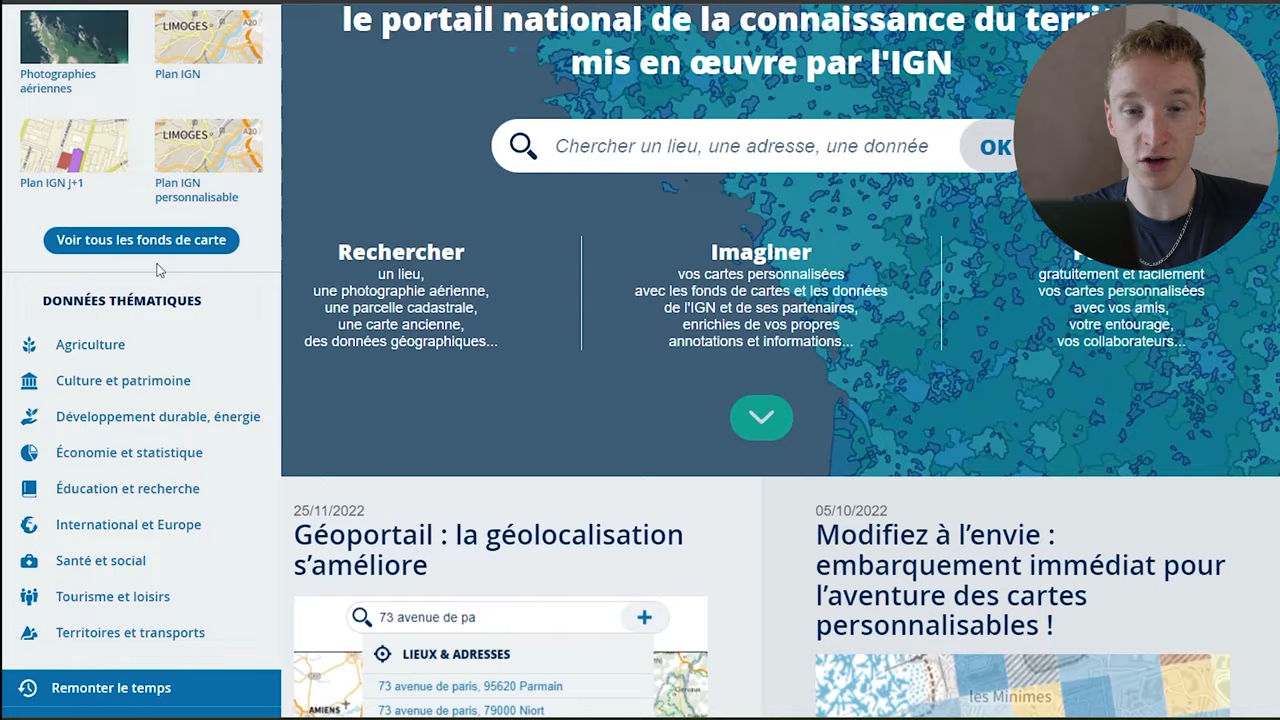 LIMOGES
A20
Photographies
aériennes
Plan IGN
LIMOGES
A20
Plan IGN J+1
Plan IGN
personnalisable
Voir tous les fonds de carte
DONNÉES THÉMATIQUES
Agriculture
Culture et patrimoine
Développement durable, énergie
Économie et statistique
Éducation et recherche
International et Europe
Santé et social
Tourisme et loisirs
Territoires et transports
Remonter le temps
le portail national de la connaissance du
mis en œuvre par l'IGN
Chercher un lieu, une adresse, une donnée
OK
Rechercher
un lieu,
une photographie aérienne,
une parcelle cadastrale,
une carte ancienne,
des données géographiques...
Imaginer
vos cartes personnalisées
avec les fonds de cartes et les données
de l'IGN et de ses partenaires,
enrichies de vos propres
annotations et informations...
gratuitement et facilement
vos cartes personnalisées
avec vos amis,
votre entourage,
vos collaborateurs...
25/11/2022
Géoportail : la géolocalisation
s'améliore
73 avenue de pa
LIEUX & ADRESSES
73 avenue de paris, 95620 Parmain
73 avenue de paris, 79000 Niort
AMIENS
05/10/2022
Modifiez à l'envie :
embarquement immédiat pour
l'aventure des cartes
personnalisables !
les Minimes